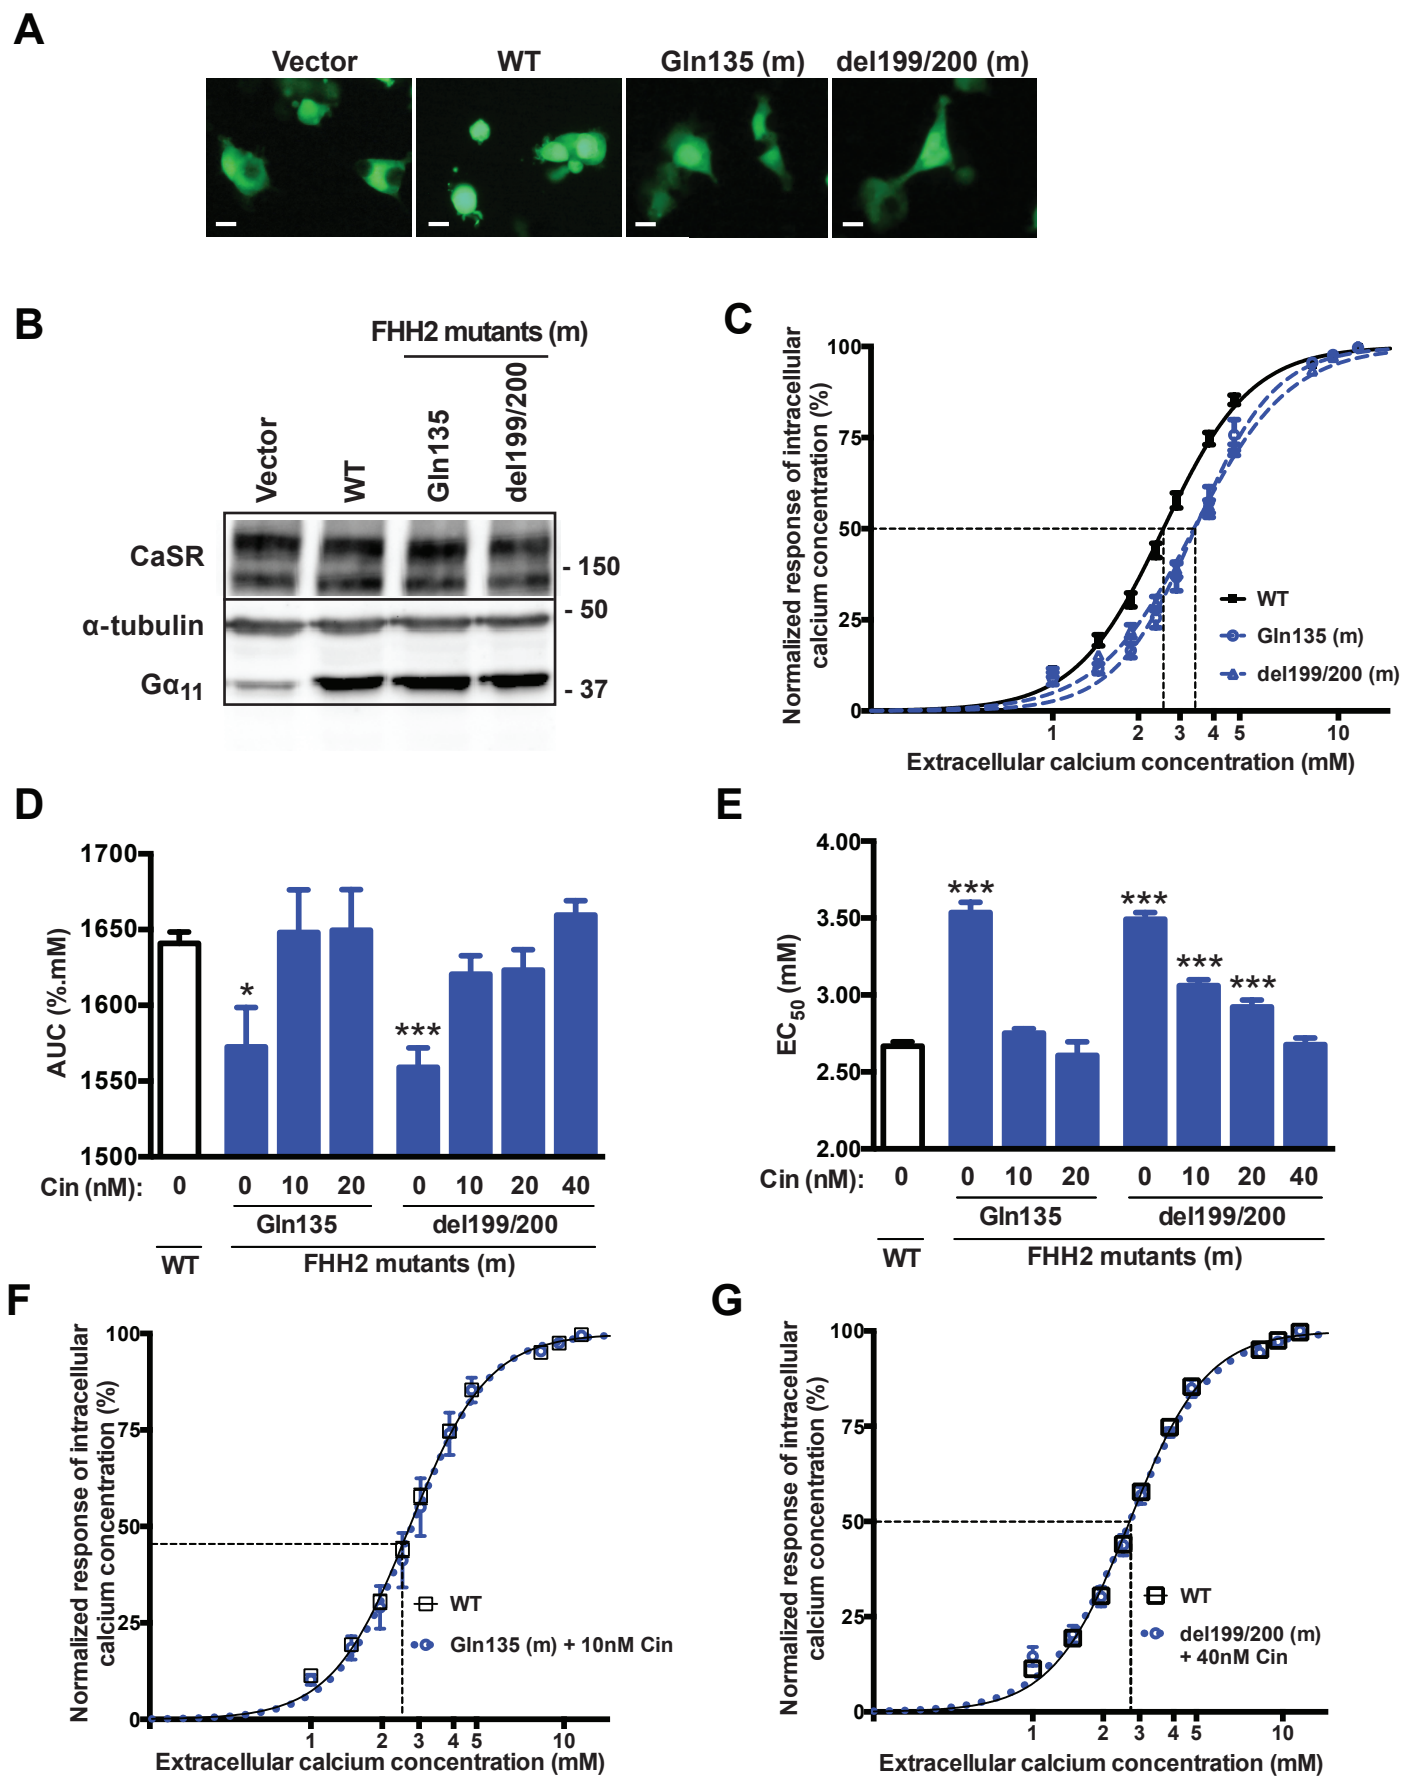 A
Vector
WT
Gln135 (m)
del199/200 (m)
B
FHH2 mutants (m)
Vector
WT
Gln135
del199/200
CaSR
- 150
- 50
α-tubulin
Gα11
- 37
C
Normalized response of intracellular
calcium concentration (%)
100
75
50
25
0
WT
Gln135 (m)
del199/200 (m)
1 2 3 4 5 10
Extracellular calcium concentration (mM)
D
AUC (%.mM)
1700
1650
1600
1550
1500
*
***
Cin (nM): 0 0 10 20 0 10 20 40
Gln135 del199/200
WT FHH2 mutants (m)
E
EC50 (mM)
4.00
3.50
3.00
2.50
2.00
***
***
***
***
Cin (nM): 0 0 10 20 0 10 20 40
Gln135 del199/200
WT FHH2 mutants (m)
F
Normalized response of intracellular
calcium concentration (%)
100
75
50
25
0
WT
Gln135 (m) + 10nM Cin
1 2 3 4 5 10
Extracellular calcium concentration (mM)
G
Normalized response of intracellular
calcium concentration (%)
100
75
50
25
0
WT
del199/200 (m)
+ 40nM Cin
1 2 3 4 5 10
Extracellular calcium concentration (mM)